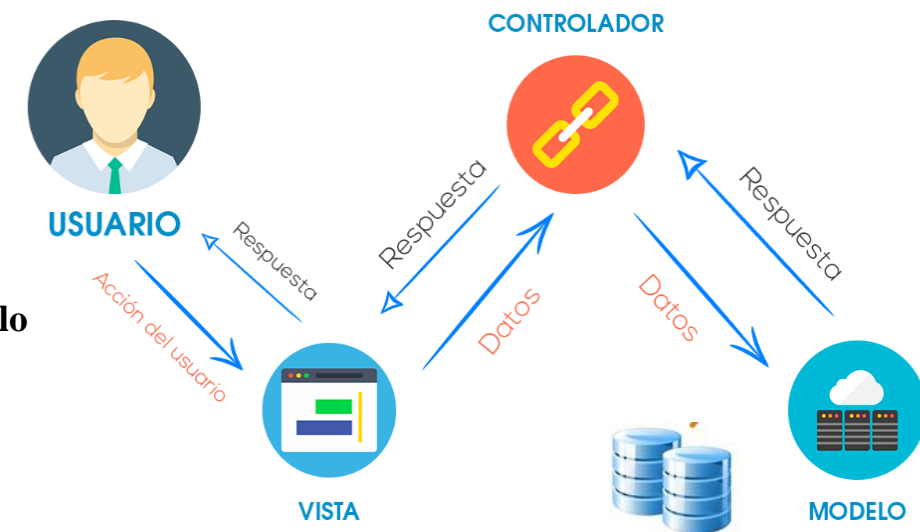 CONTROLADOR
USUARIO
Respuesta
Acción del usuario
Respuesta
Datos
Datos
Respuesta
lo
VISTA
MODELO